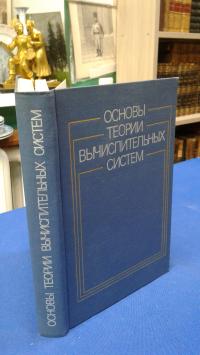 ОСНОВЫ
ТЕОРИИ
ВЫЧИСЛИТЕЛЬНЫХ
СИСТЕМ
ОСНОВЫ ТЕОРИИ ВЫЧИСЛИТЕЛЬНЫХ СИСТЕМ